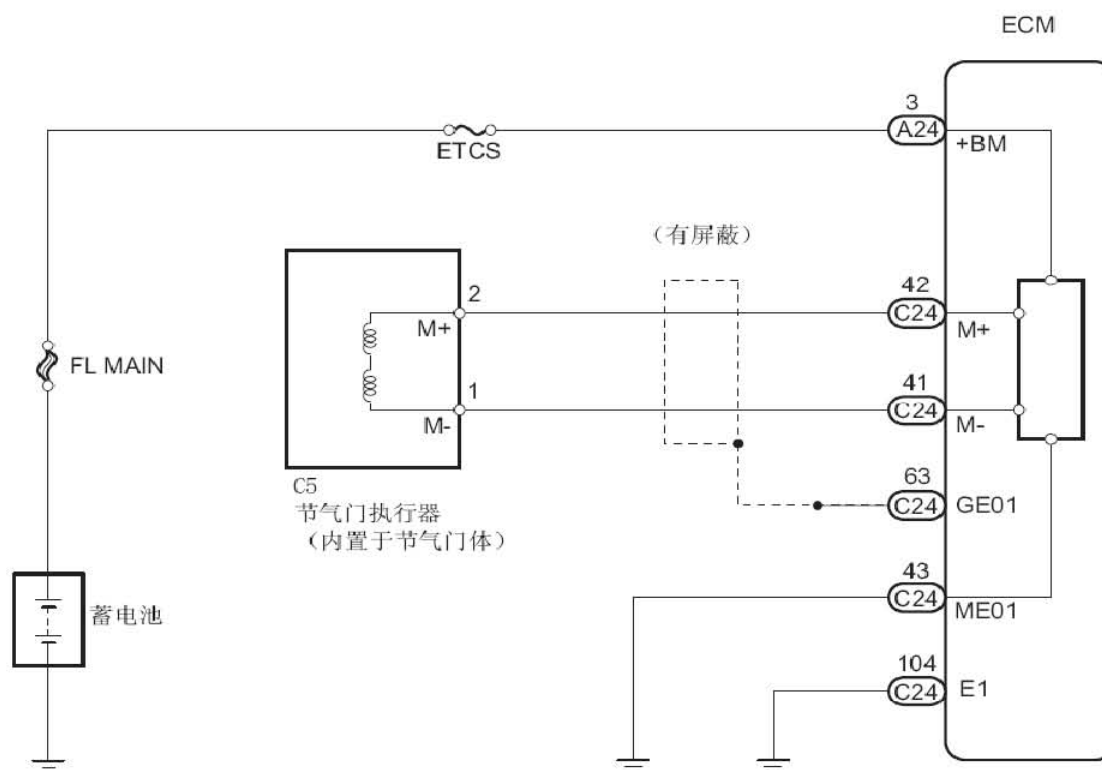 ECM
3
A24
+BM
ETCS
（有屏蔽）
42
C24
M+
2
M+
FL MAIN
1
M-
41
C24
M-
C5
节气门执行器
（内置于节气门体）
63
C24
GE01
43
C24
ME01
蓄电池
104
C24
E1